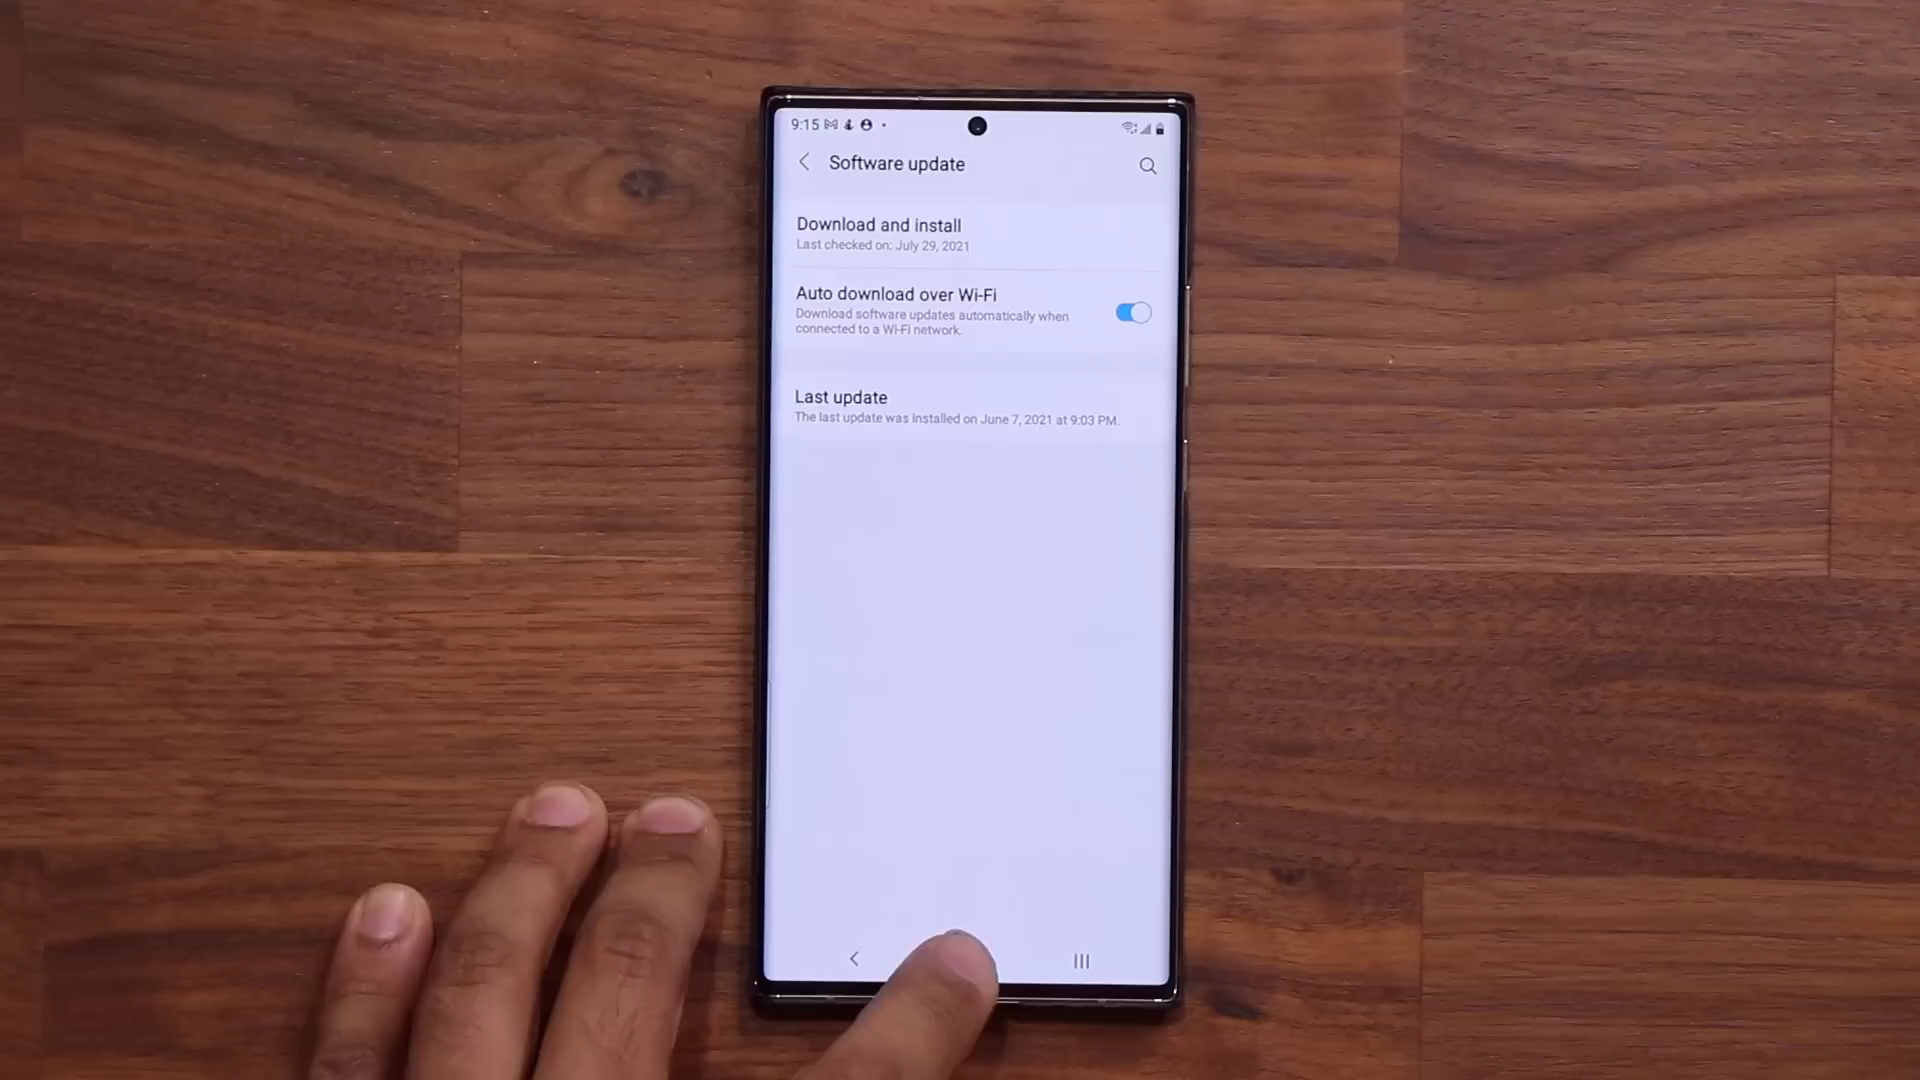 9:15
Software update
Download and install
Last checked on: July 29, 2021
Auto download over Wi-Fi
Download software updates automatically when
connected to a Wi-Fi network.
Last update
The last update was installed on June 7, 2021 at 9:03 PM.